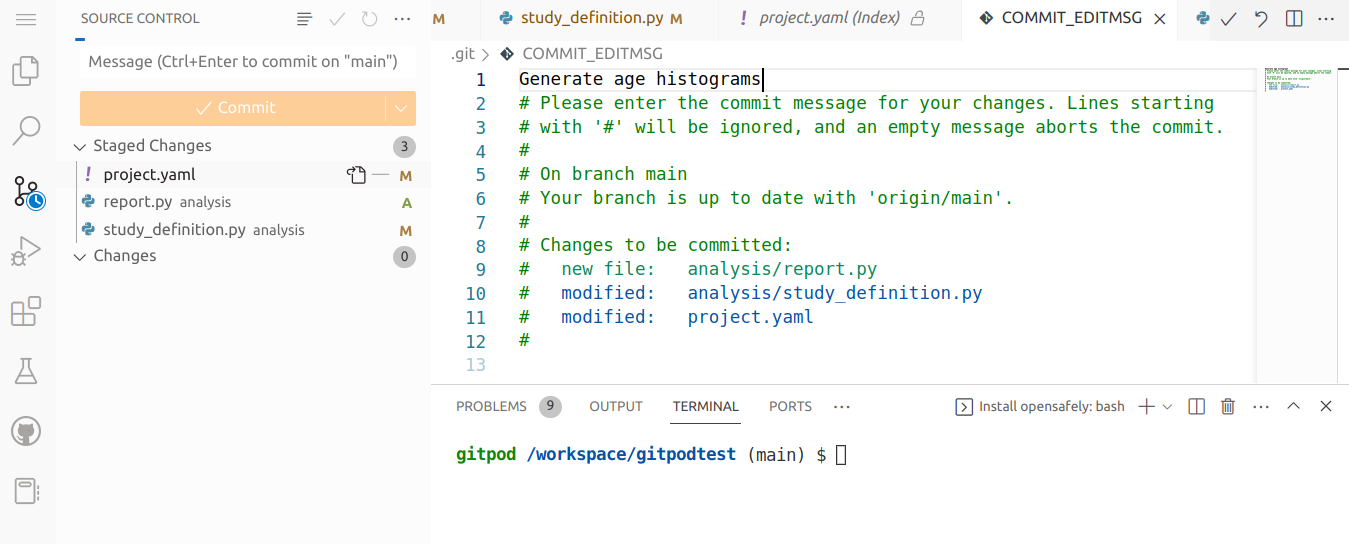 SOURCE CONTROL
Message (Ctrl+Enter to commit on "main")
Commit
Staged Changes 3
! project.yaml M
report.py analysis A
study_definition.py analysis M
Changes 0
M study_definition.py M ! project.yaml (Index) COMMIT_EDITMSG
.git > COMMIT_EDITMSG
1 Generate age histograms
2 # Please enter the commit message for your changes. Lines starting
3 # with '#' will be ignored, and an empty message aborts the commit.
4 #
5 # On branch main
6 # Your branch is up to date with 'origin/main'.
7 #
8 # Changes to be committed:
9 #   new file:   analysis/report.py
10 #   modified:   analysis/study_definition.py
11 #   modified:   project.yaml
12 #
13
PROBLEMS 9 OUTPUT TERMINAL PORTS ··· Install opensafely: bash
gitpod /workspace/gitpodtest (main) $